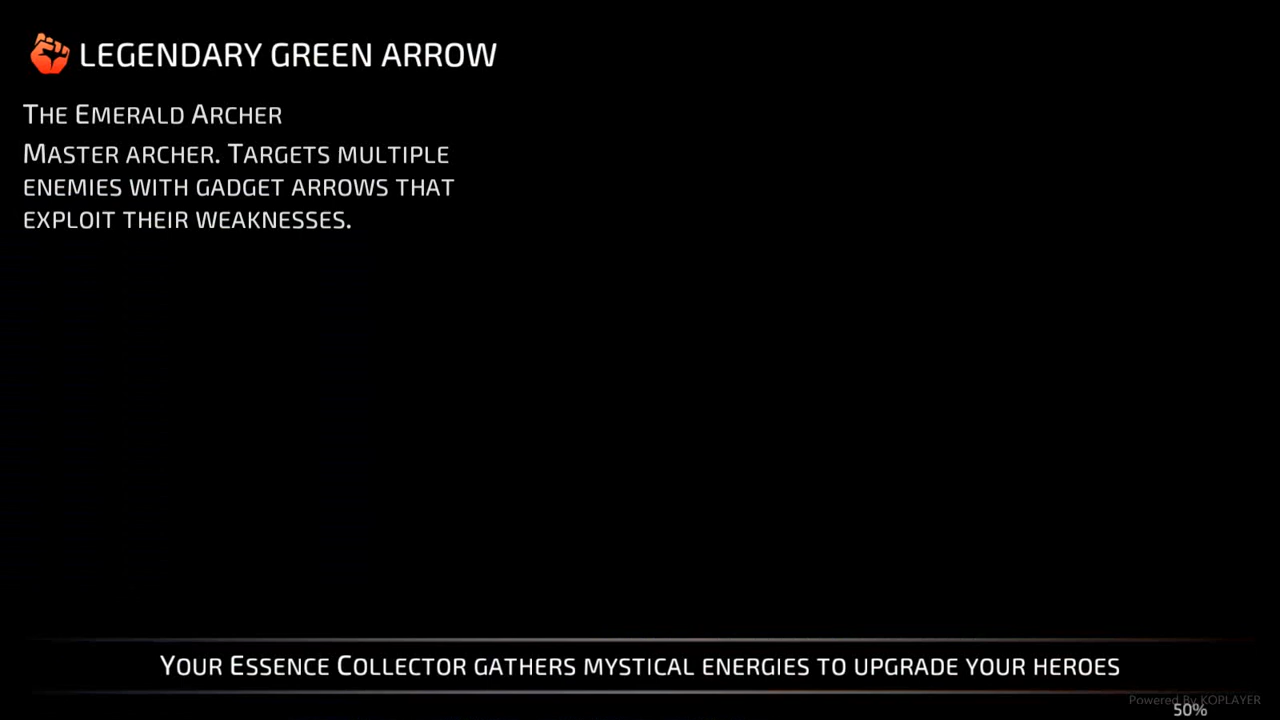 LEGENDARY GREEN ARROW
THE EMERALD ARCHER
MASTER ARCHER. TARGETS MULTIPLE
ENEMIES WITH GADGET ARROWS THAT
EXPLOIT THEIR WEAKNESSES.
YOUR ESSENCE COLLECTOR GATHERS MYSTICAL ENERGIES TO UPGRADE YOUR HEROES
Powered By KOPLAYER
50%